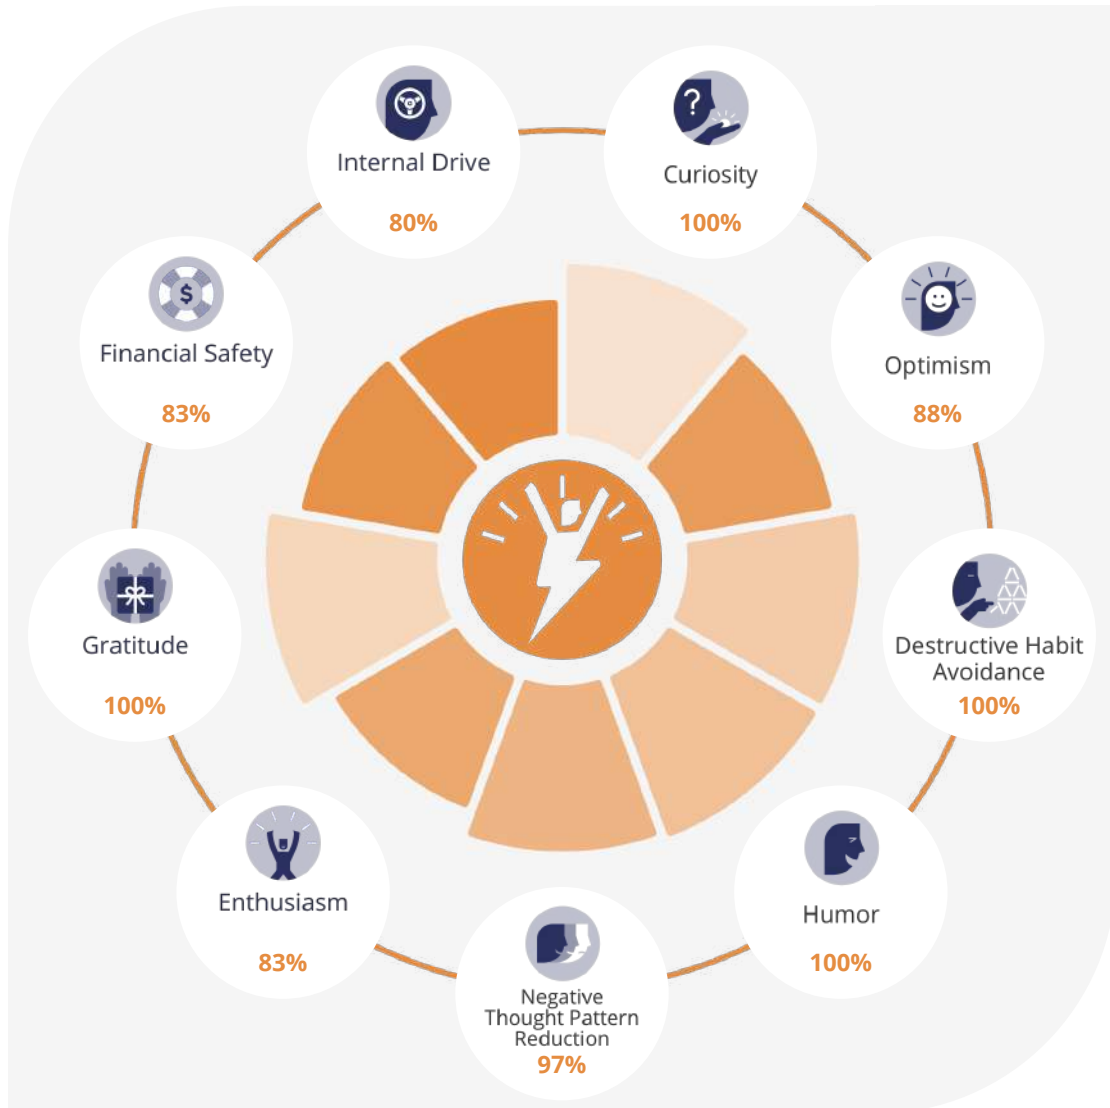 Internal Drive
80%
Curiosity
100%
?
Financial Safety
83%
$
Optimism
88%
Gratitude
100%
Destructive Habit
Avoidance
100%
Enthusiasm
83%
Humor
100%
Negative
Thought Pattern
Reduction
97%